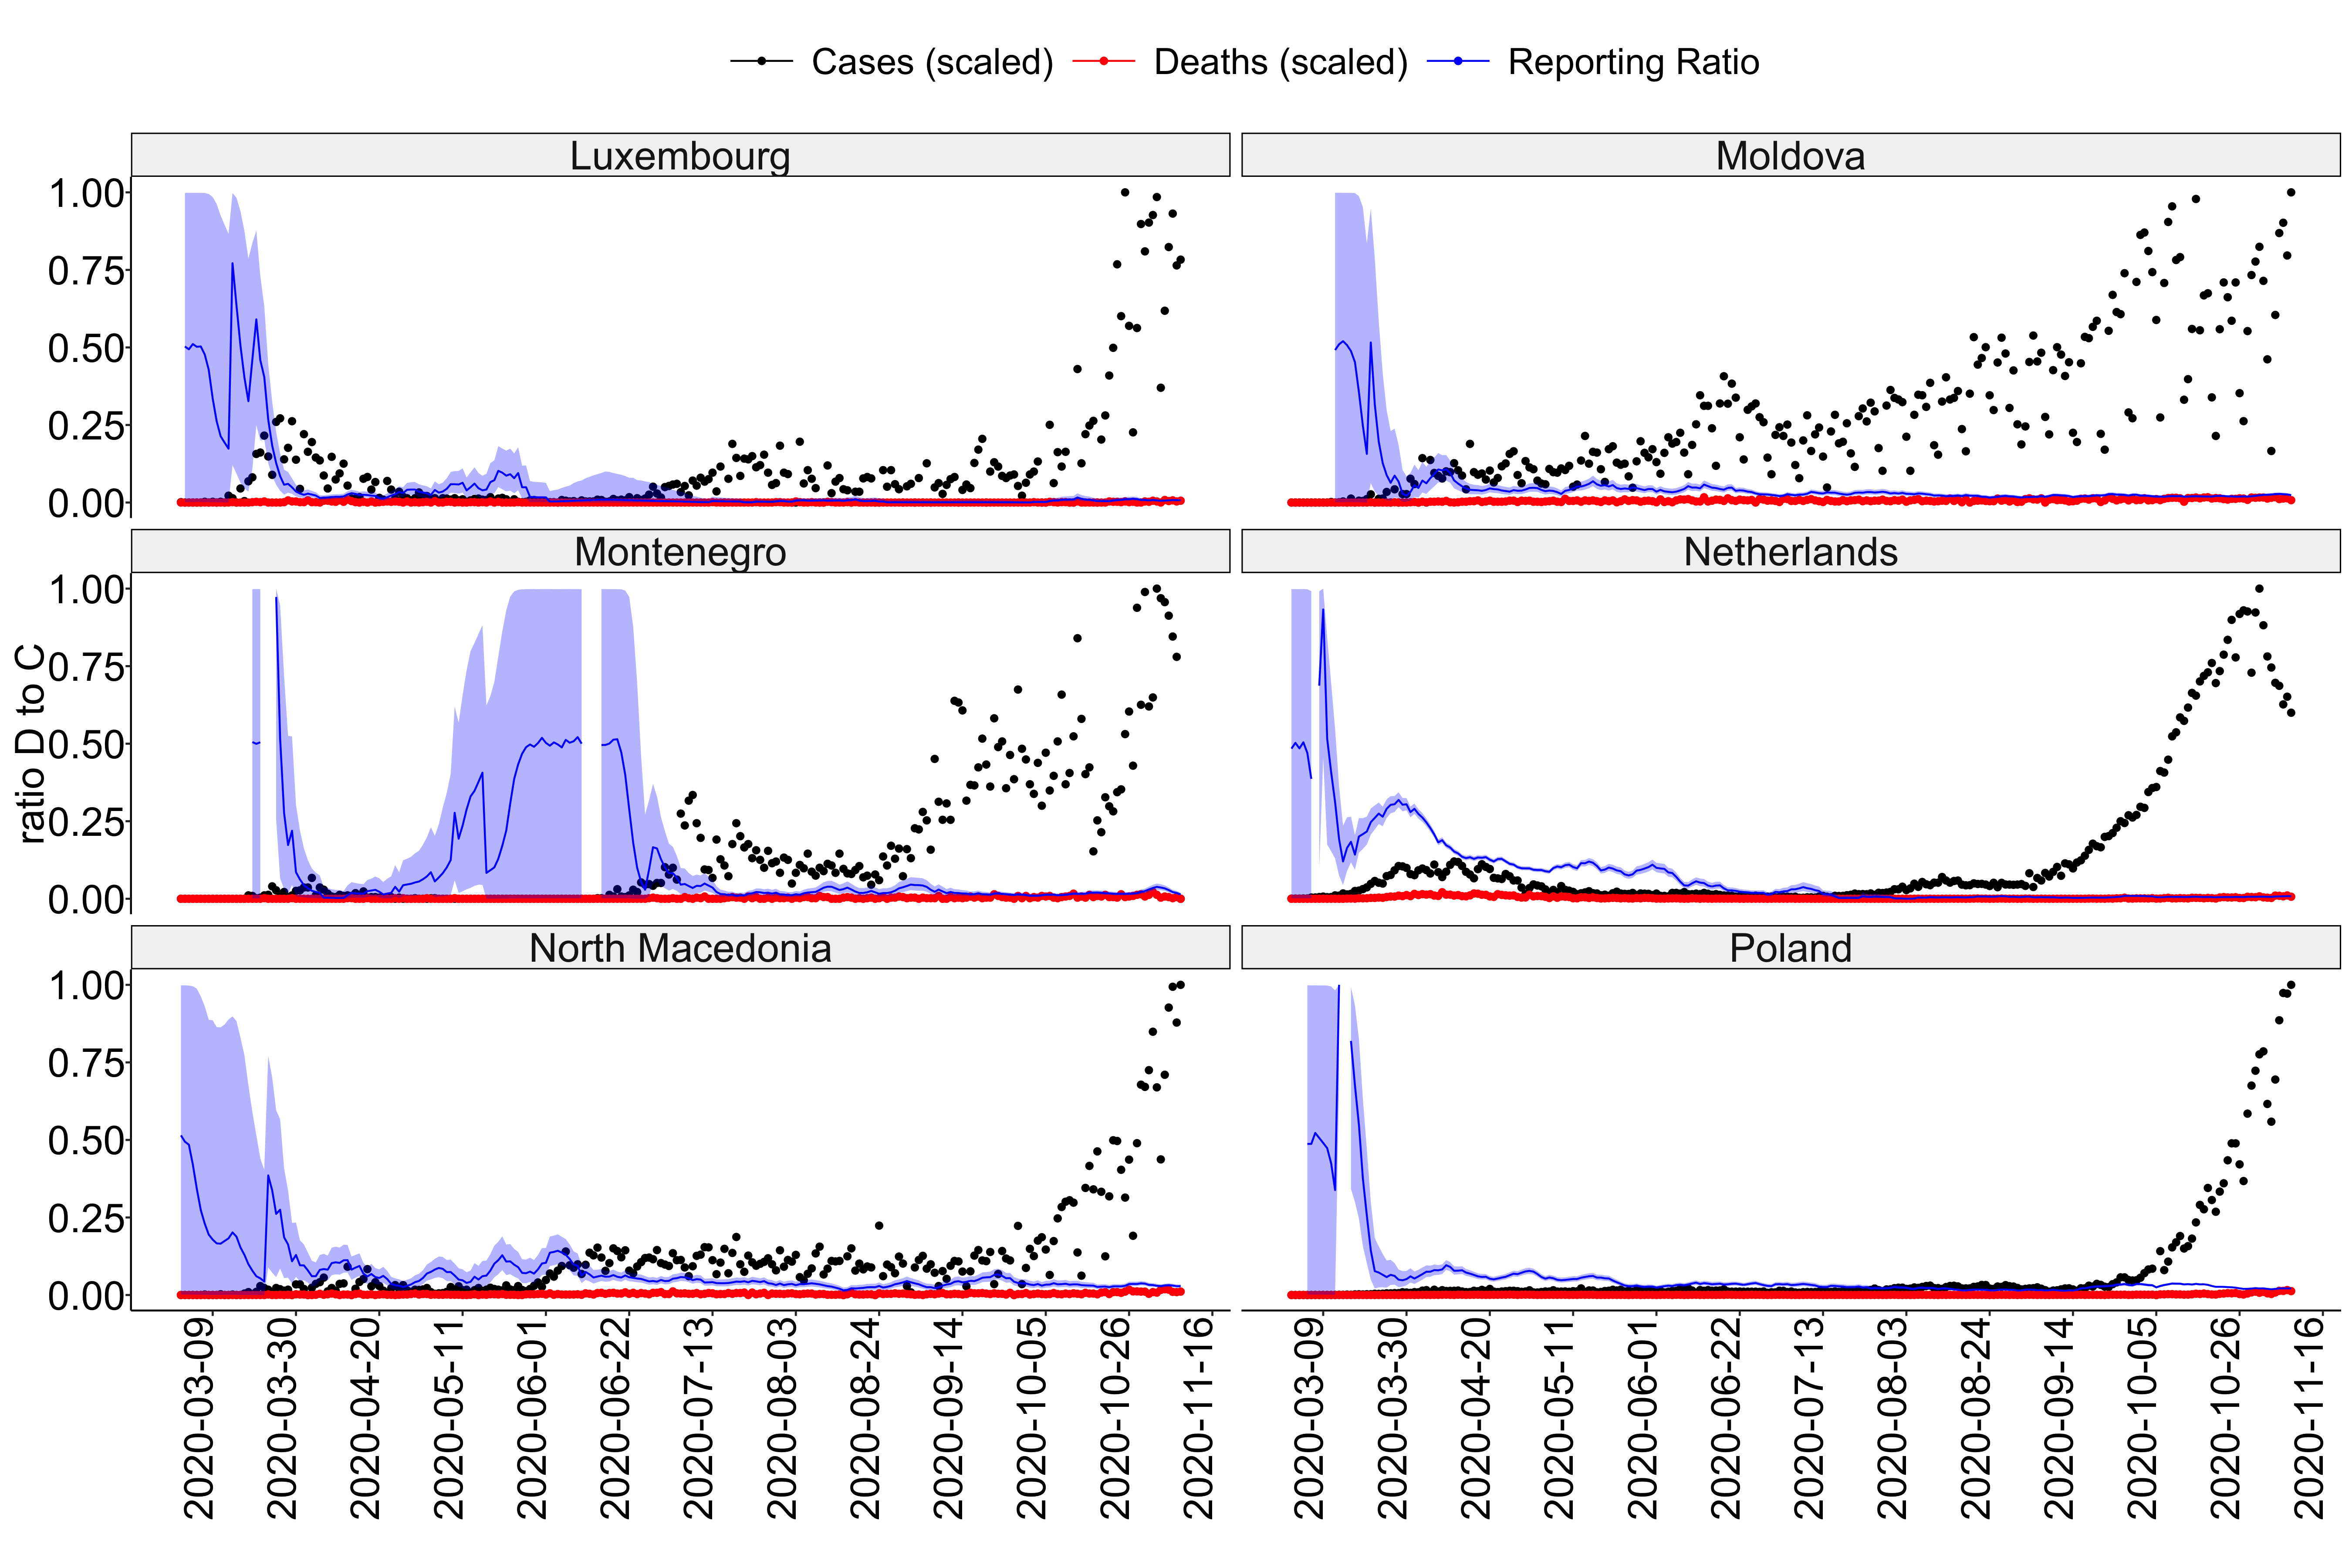 Cases (scaled) Deaths (scaled) Reporting Ratio
Luxembourg Moldova
1.00
0.75
0.50
0.25
0.00
Montenegro Netherlands
ratio D to C
1.00
0.75
0.50
0.25
0.00
North Macedonia Poland
1.00
0.75
0.50
0.25
0.00
2020-03-09 2020-03-30 2020-04-20 2020-05-11 2020-06-01 2020-06-22 2020-07-13 2020-08-03 2020-08-24 2020-09-14 2020-10-05 2020-10-26 2020-11-16 2020-03-09 2020-03-30 2020-04-20 2020-05-11 2020-06-01 2020-06-22 2020-07-13 2020-08-03 2020-08-24 2020-09-14 2020-10-05 2020-10-26 2020-11-16